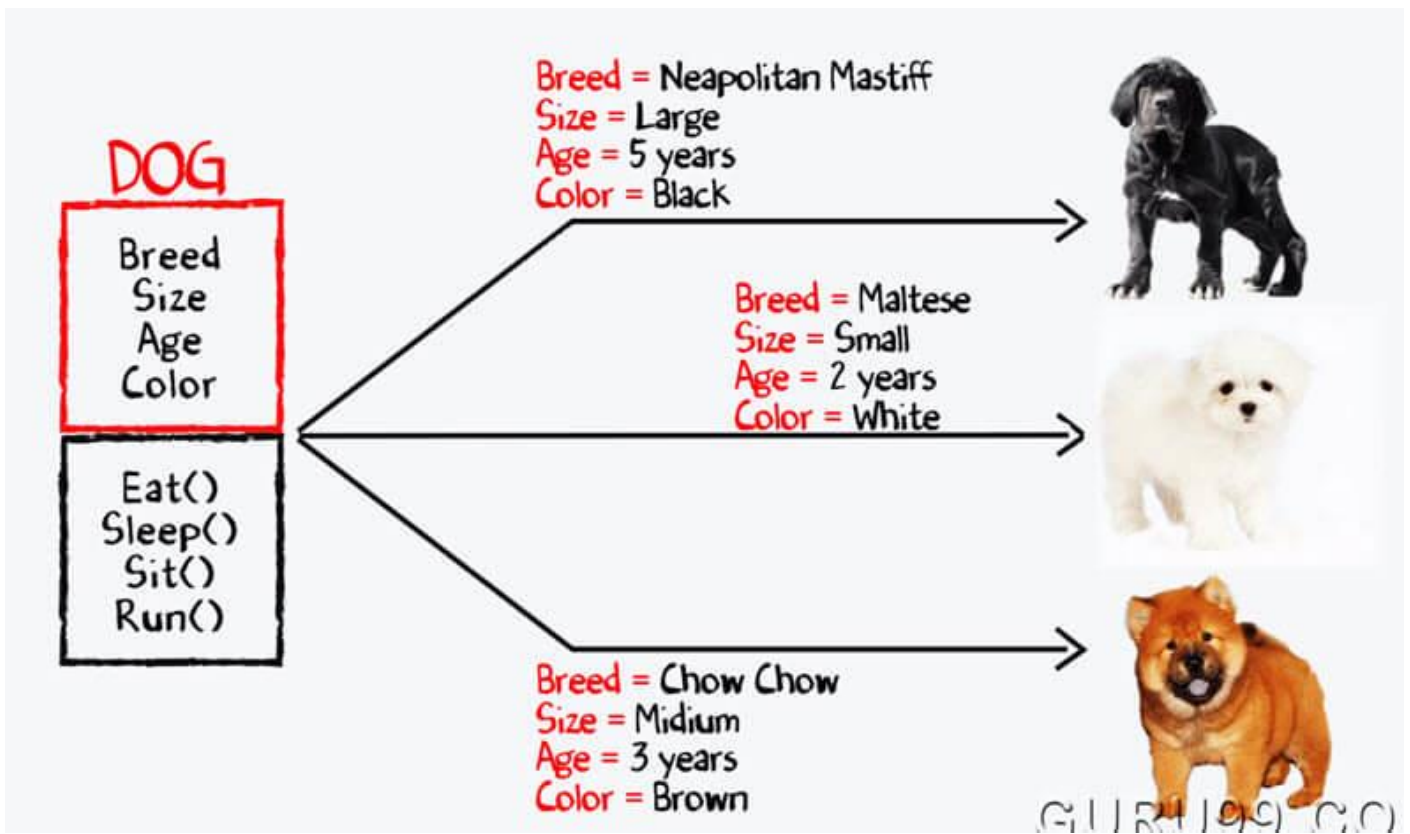 DOG
Breed
Size
Age
Color
Eat()
Sleep()
Sit()
Run()
Breed = Neapolitan Mastiff
Size = Large
Age = 5 years
Color = Black
Breed = Maltese
Size = Small
Age = 2 years
Color = White
Breed = Chow Chow
Size = Midium
Age = 3 years
Color = Brown
GURU99.CO